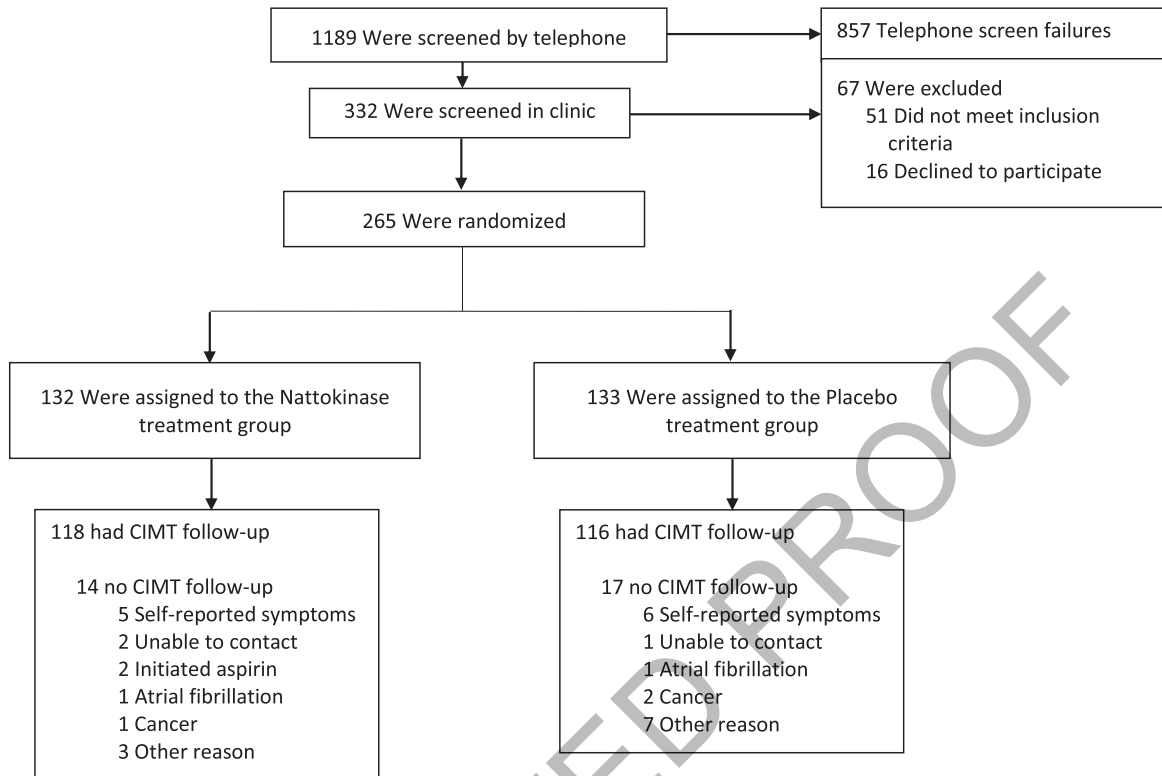 1189 Were screened by telephone
857 Telephone screen failures
332 Were screened in clinic
67 Were excluded
51 Did not meet inclusion
criteria
16 Declined to participate
265 Were randomized
132 Were assigned to the Nattokinase
treatment group
133 Were assigned to the Placebo
treatment group
118 had CIMT follow-up
14 no CIMT follow-up
5 Self-reported symptoms
2 Unable to contact
2 Initiated aspirin
1 Atrial fibrillation
1 Cancer
3 Other reason
116 had CIMT follow-up
17 no CIMT follow-up
6 Self-reported symptoms
1 Unable to contact
1 Atrial fibrillation
2 Cancer
7 Other reason
PROOF